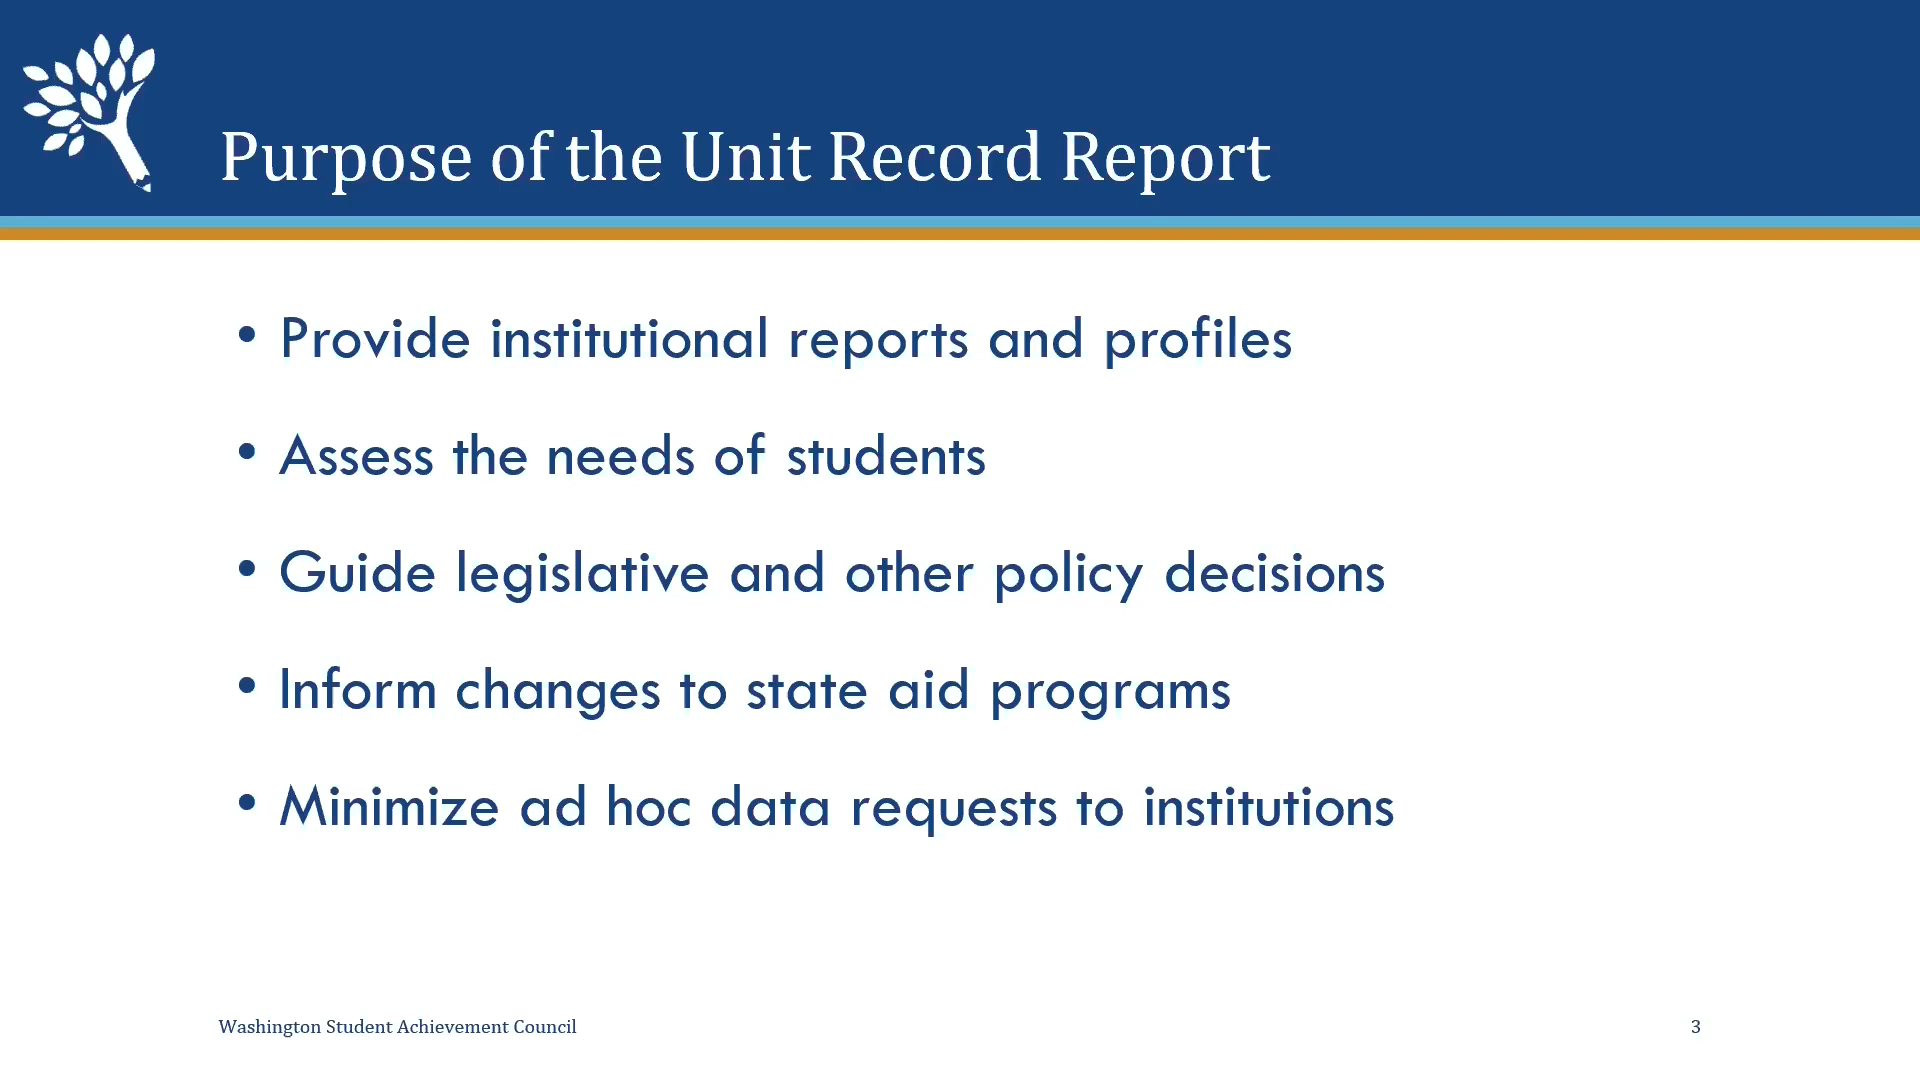 Purpose of the Unit Record Report
• Provide institutional reports and profiles
• Assess the needs of students
• Guide legislative and other policy decisions
• Inform changes to state aid programs
• Minimize ad hoc data requests to institutions
Washington Student Achievement Council
3